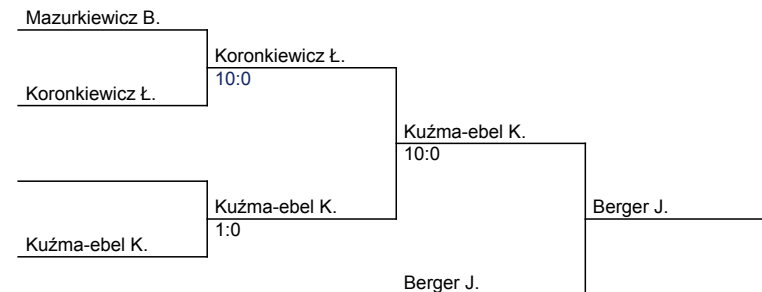 Mazurkiewicz B.
Koronkiewicz Ł.
10:0
Koronkiewicz Ł.
Kuźma-ebel K.
10:0
Kuźma-ebel K.
1:0
Berger J.
Kuźma-ebel K.
Berger J.